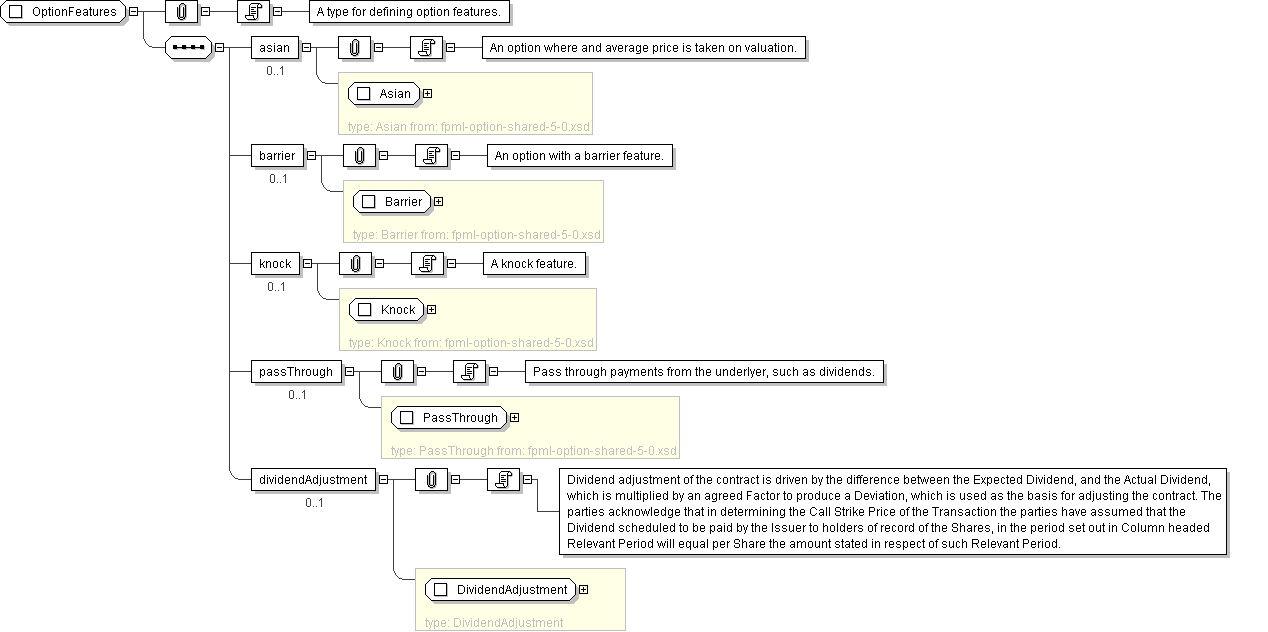 OptionFeatures
A type for defining option features.
asian
An option where and average price is taken on valuation.
0..1
Asian
type: Asian from: fpml-option-shared-5-0.xsd
barrier
An option with a barrier feature.
0..1
Barrier
type: Barrier from: fpml-option-shared-5-0.xsd
knock
A knock feature.
0..1
Knock
type: Knock from: fpml-option-shared-5-0.xsd
passThrough
Pass through payments from the underlyer, such as dividends.
0..1
PassThrough
type: PassThrough from: fpml-option-shared-5-0.xsd
dividendAdjustment
0..1
Dividend adjustment of the contract is driven by the difference between the Expected Dividend, and the Actual Dividend,
which is multiplied by an agreed Factor to produce a Deviation, which is used as the basis for adjusting the contract. The
parties acknowledge that in determining the Call Strike Price of the Transaction the parties have assumed that the
Dividend scheduled to be paid by the Issuer to holders of record of the Shares, in the period set out in Column headed
Relevant Period will equal per Share the amount stated in respect of such Relevant Period.
DividendAdjustment
type: DividendAdjustment